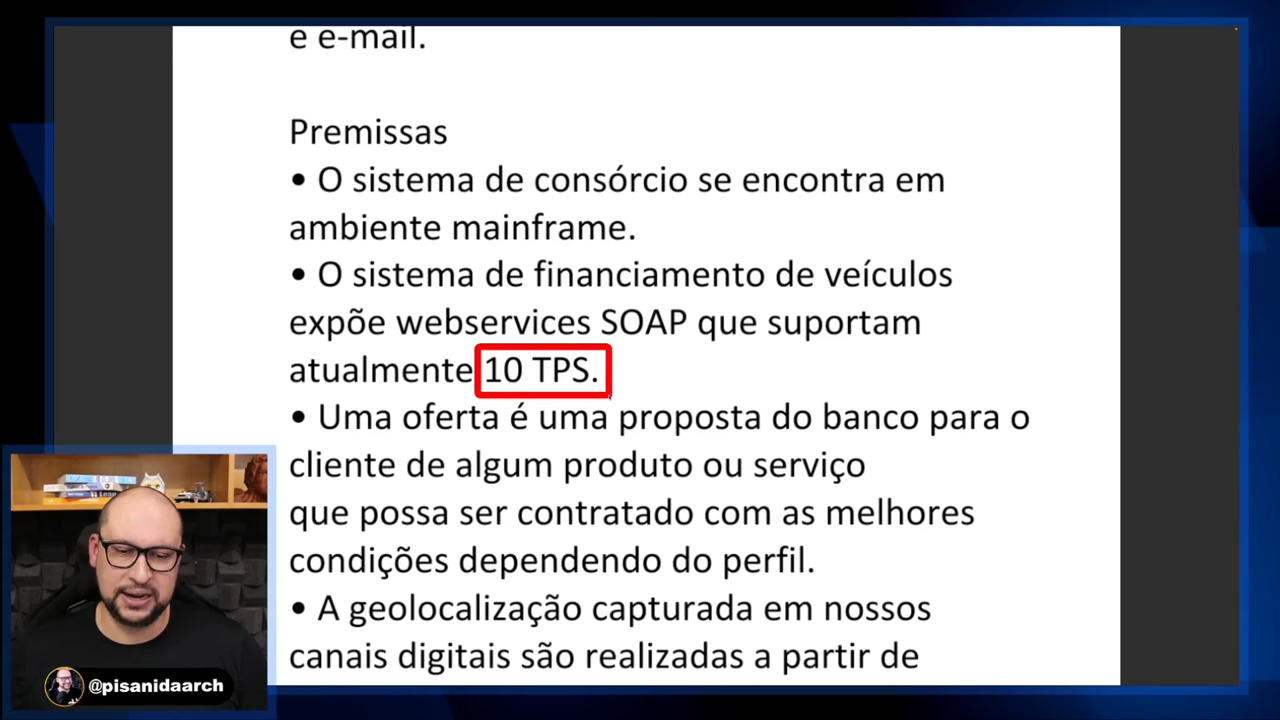 e e-mail.
Premissas
• O sistema de consórcio se encontra em
ambiente mainframe.
• O sistema de financiamento de veículos
expõe webservices SOAP que suportam
atualmente 10 TPS.
• Uma oferta é uma proposta do banco para o
cliente de algum produto ou serviço
que possa ser contratado com as melhores
condições dependendo do perfil.
• A geolocalização capturada em nossos
canais digitais são realizadas a partir de
@pisanidaarch